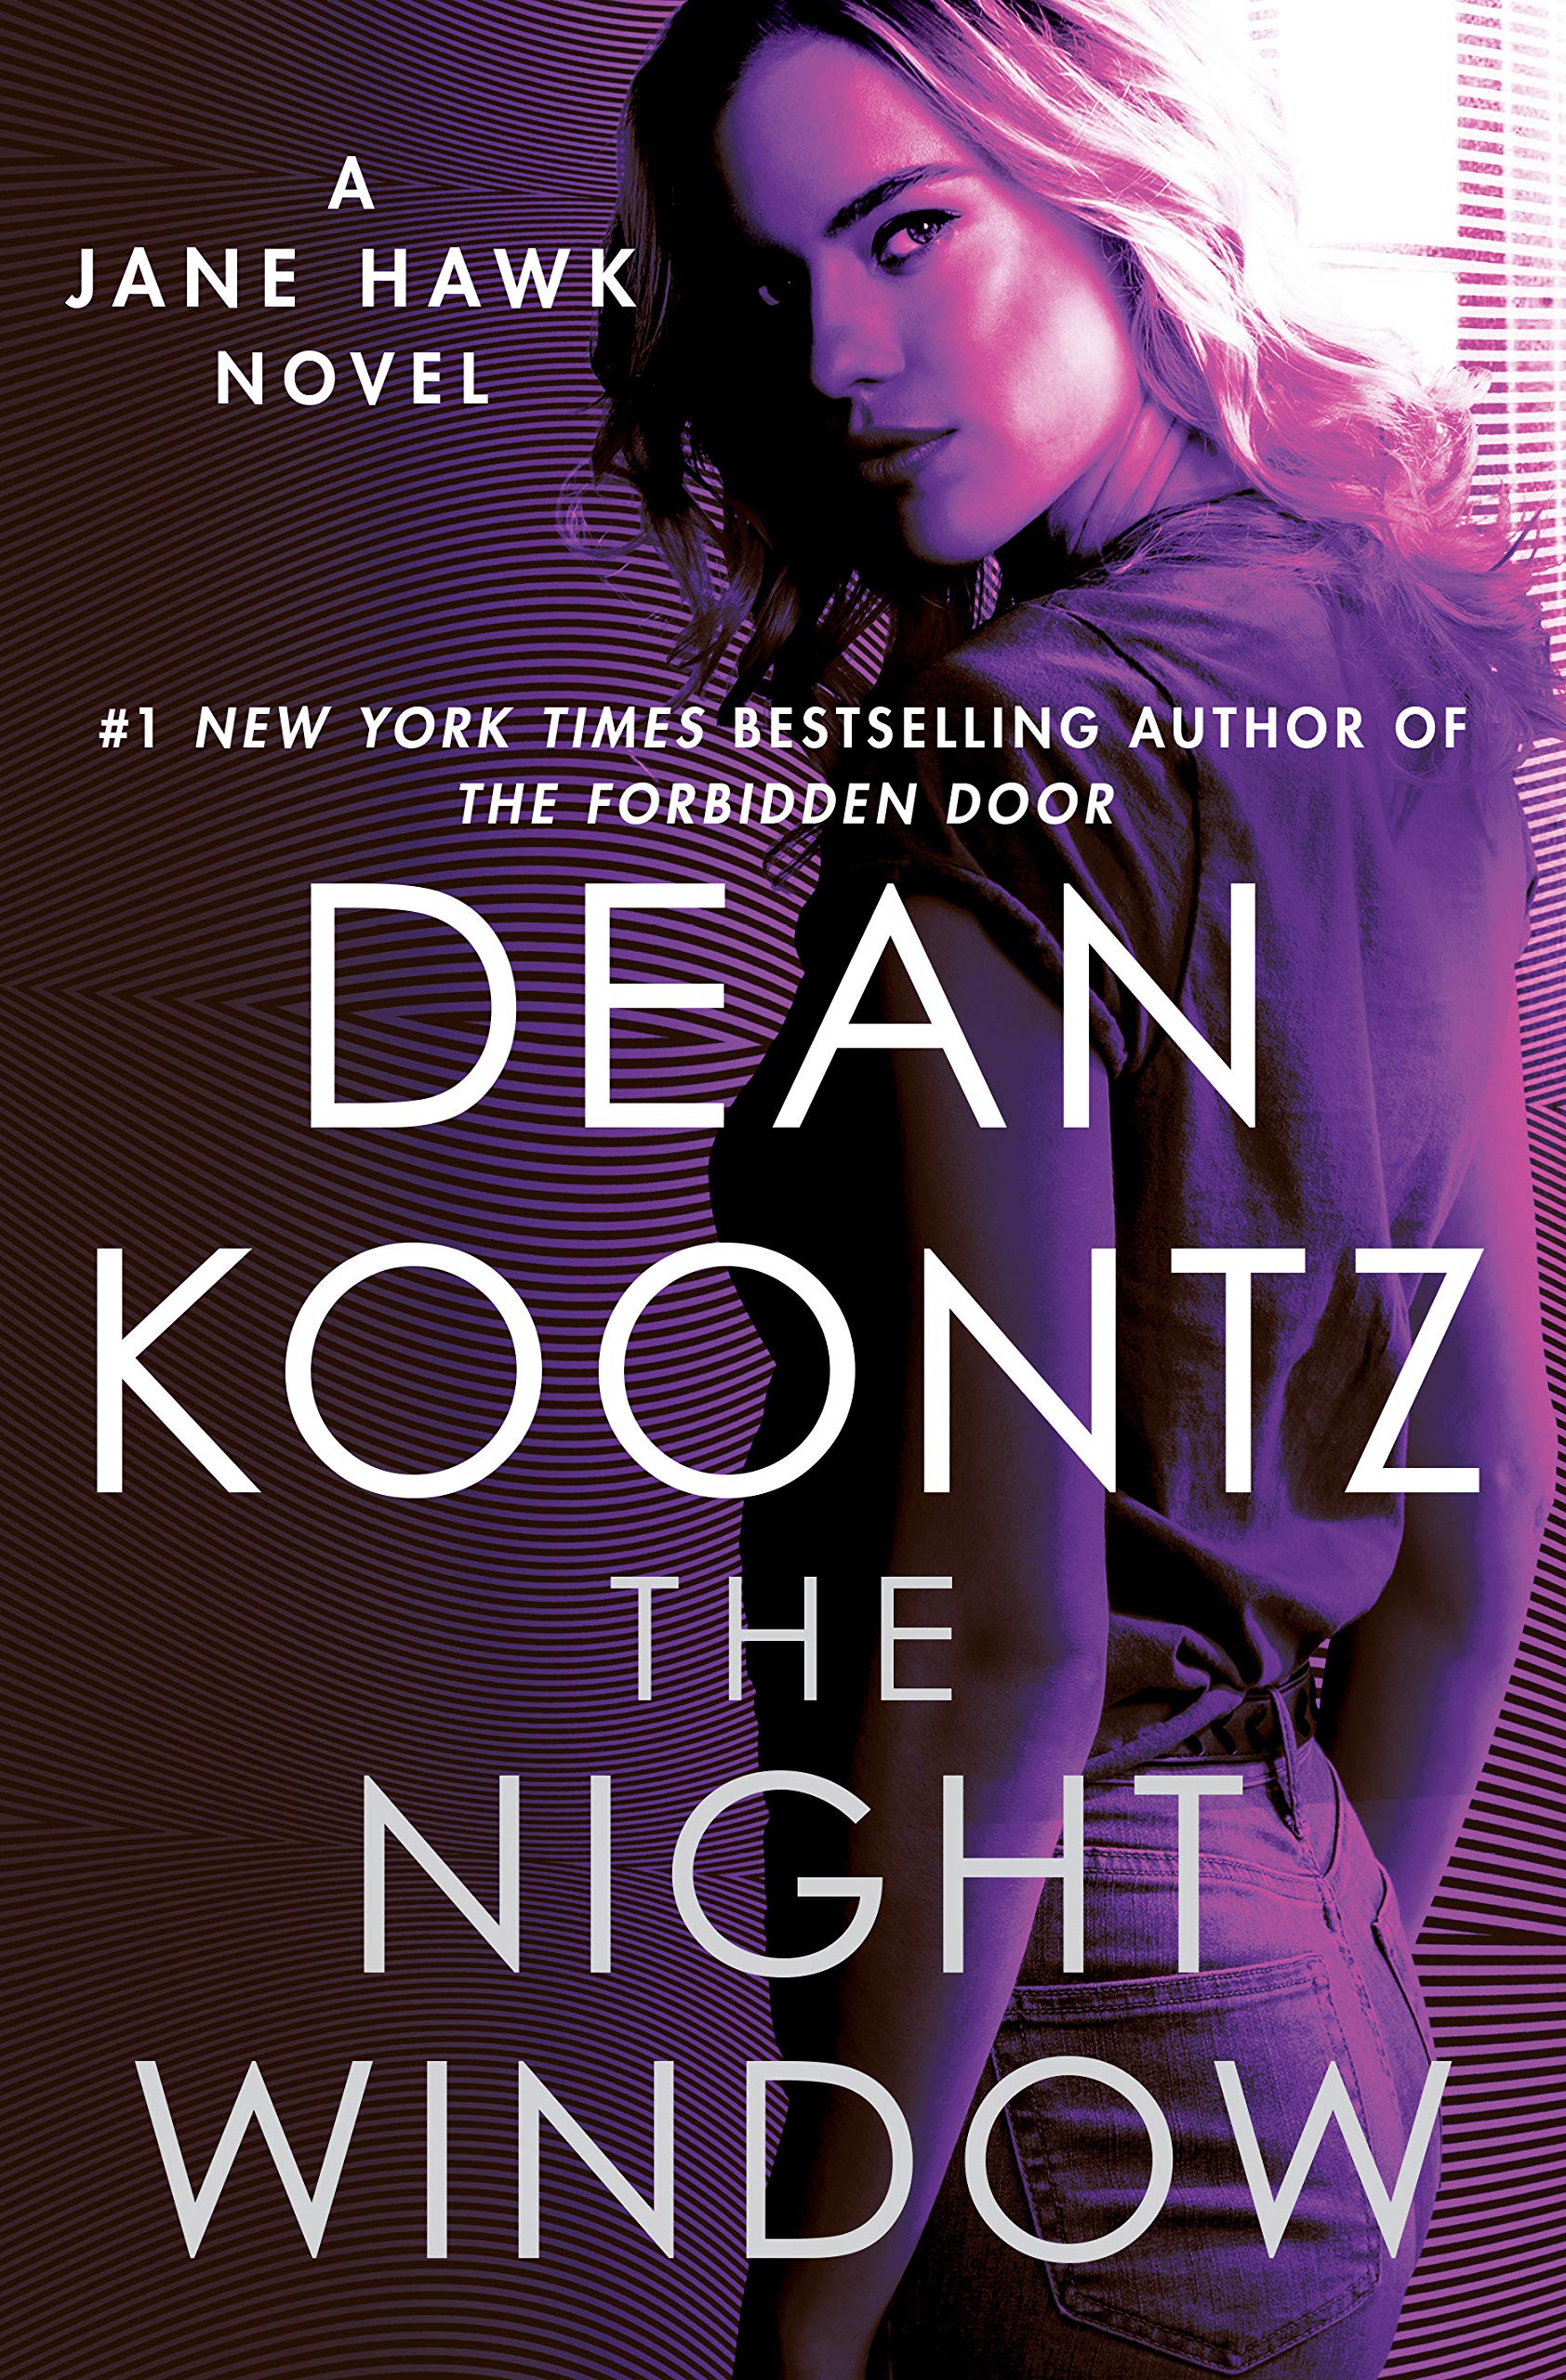 A
JANE HAWK
NOVEL
#1 NEW YORK TIMES BESTSELLING AUTHOR OF
THE FORBIDDEN DOOR
DEAN
KOONTZ
THE
NIGHT
WINDOW